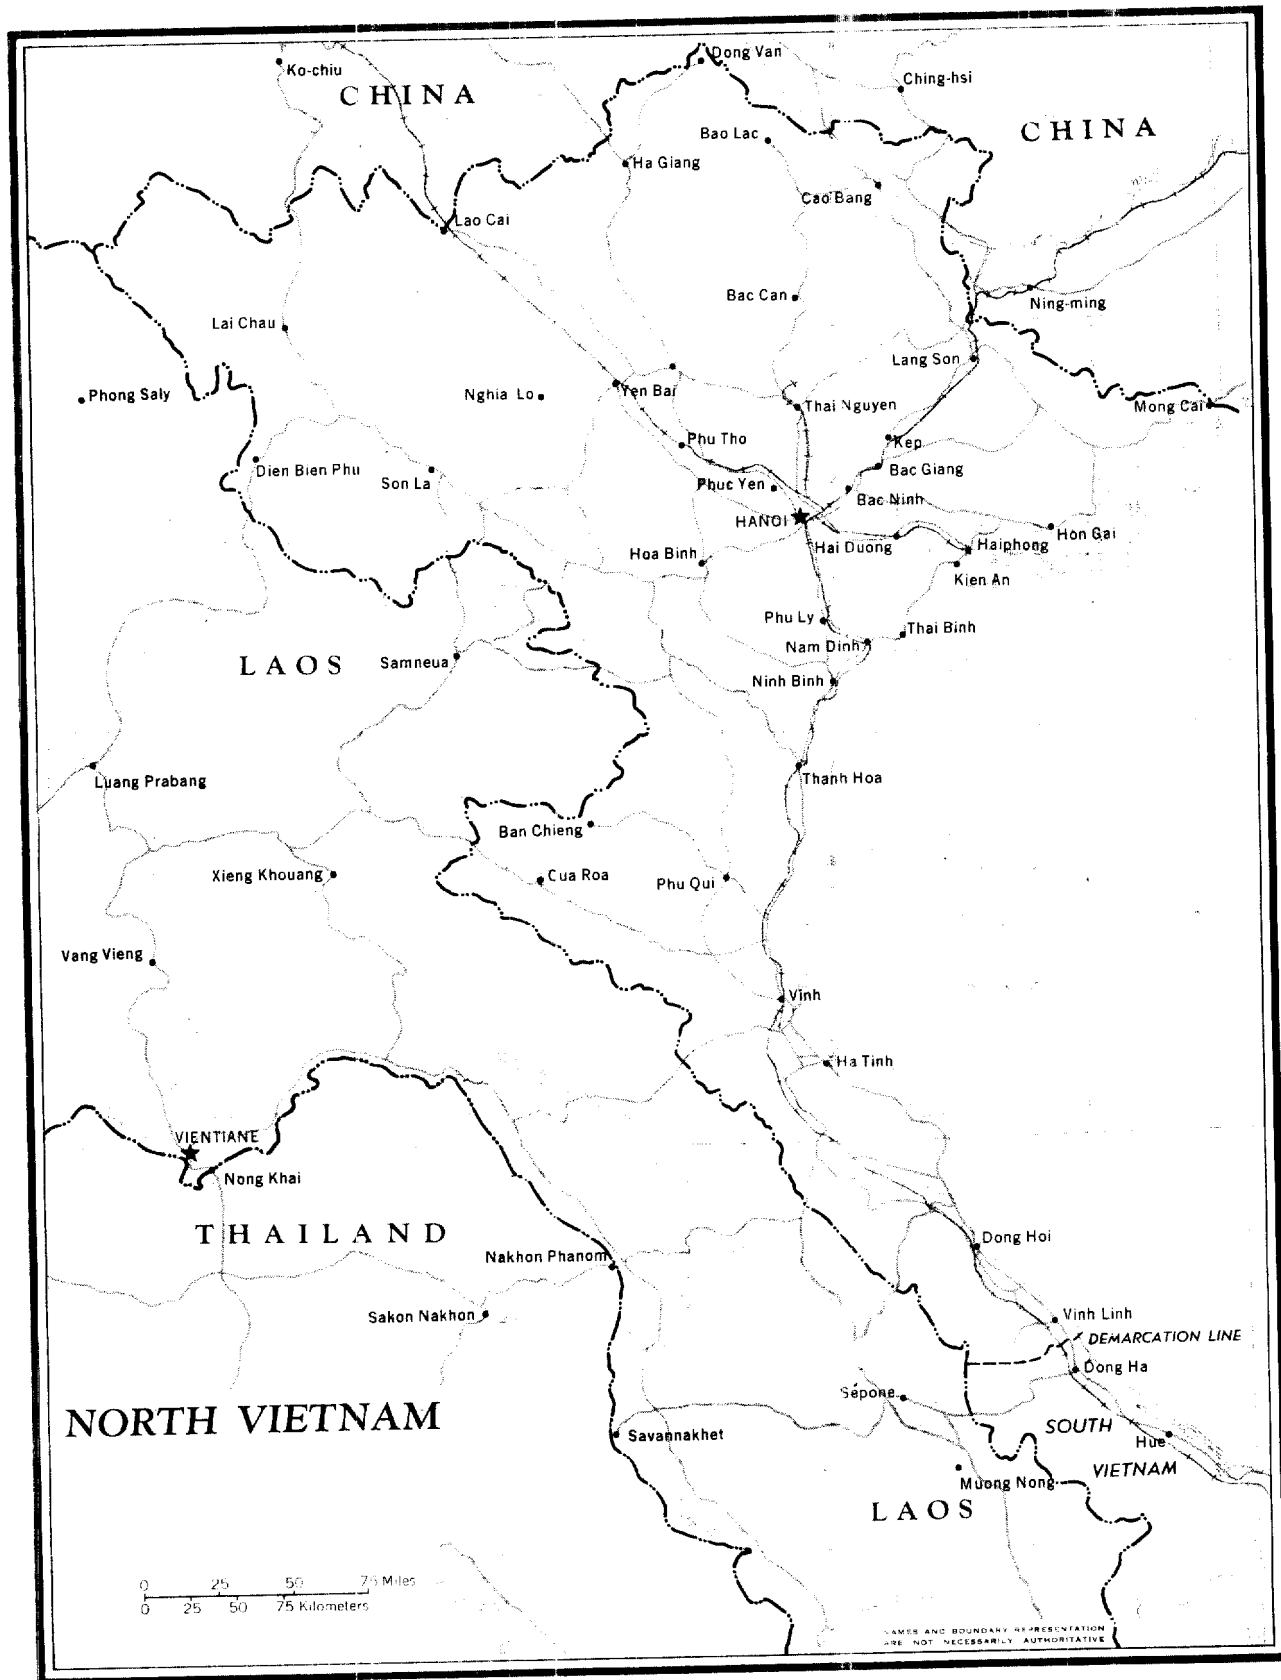 Dong Van
Ko-chiu
Ching-hsi
CHINA
CHINA
Bao Lac
Ha Giang
Cao Bang
Lao Cai
Bac Can
Ning-ming
Lai Chau
Lang Son
Phong Saly
Nghia Lo
Yen Bai
Thai Nguyen
Mong Cai
Phu Tho
Kep
Dien Bien Phu
Son La
Bac Giang
Phuc Yen
Bac Ninh
HANOI
Hai Duong
Haiphong
Hon Gai
Hoa Binh
Kien An
Phu Ly
Thai Binh
Nam Dinh
LAOS
Samneua
Ninh Binh
Luang Prabang
Thanh Hoa
Ban Chieng
Xieng Khouang
Cua Roa
Phu Qui
Vang Vieng
Vinh
Ha Tinh
VIENTIANE
Nong Khai
THAILAND
Dong Hoi
Nakhon Phanom
Sakon Nakhon
Vinh Linh
DEMARCATION LINE
Dong Ha
Sépone
NORTH VIETNAM
SOUTH
VIETNAM
Savannakhet
Hue
Muong Nong
LAOS
0 25 50 75 Miles
0 25 50 75 Kilometers
NAMES AND BOUNDARY REPRESENTATION
ARE NOT NECESSARILY AUTHORITATIVE